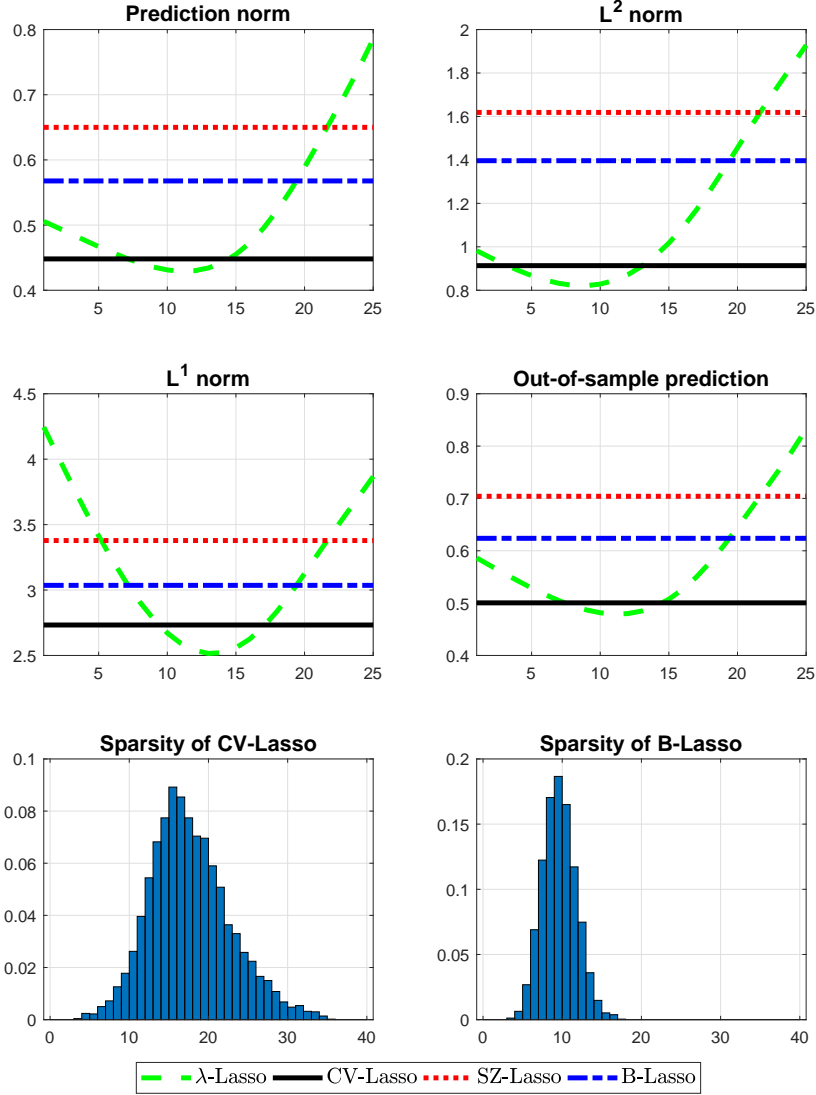 Prediction norm
0.8
0.7
0.6
0.5
0.4
5 10 15 20 25
L² norm
2
1.8
1.6
1.4
1.2
1
0.8
5 10 15 20 25
L¹ norm
4.5
4
3.5
3
2.5
5 10 15 20 25
Out-of-sample prediction
0.9
0.8
0.7
0.6
0.5
0.4
5 10 15 20 25
Sparsity of CV-Lasso
0.1
0.08
0.06
0.04
0.02
0
0 10 20 30 40
Sparsity of B-Lasso
0.2
0.15
0.1
0.05
0
0 10 20 30 40
λ-Lasso CV-Lasso SZ-Lasso B-Lasso